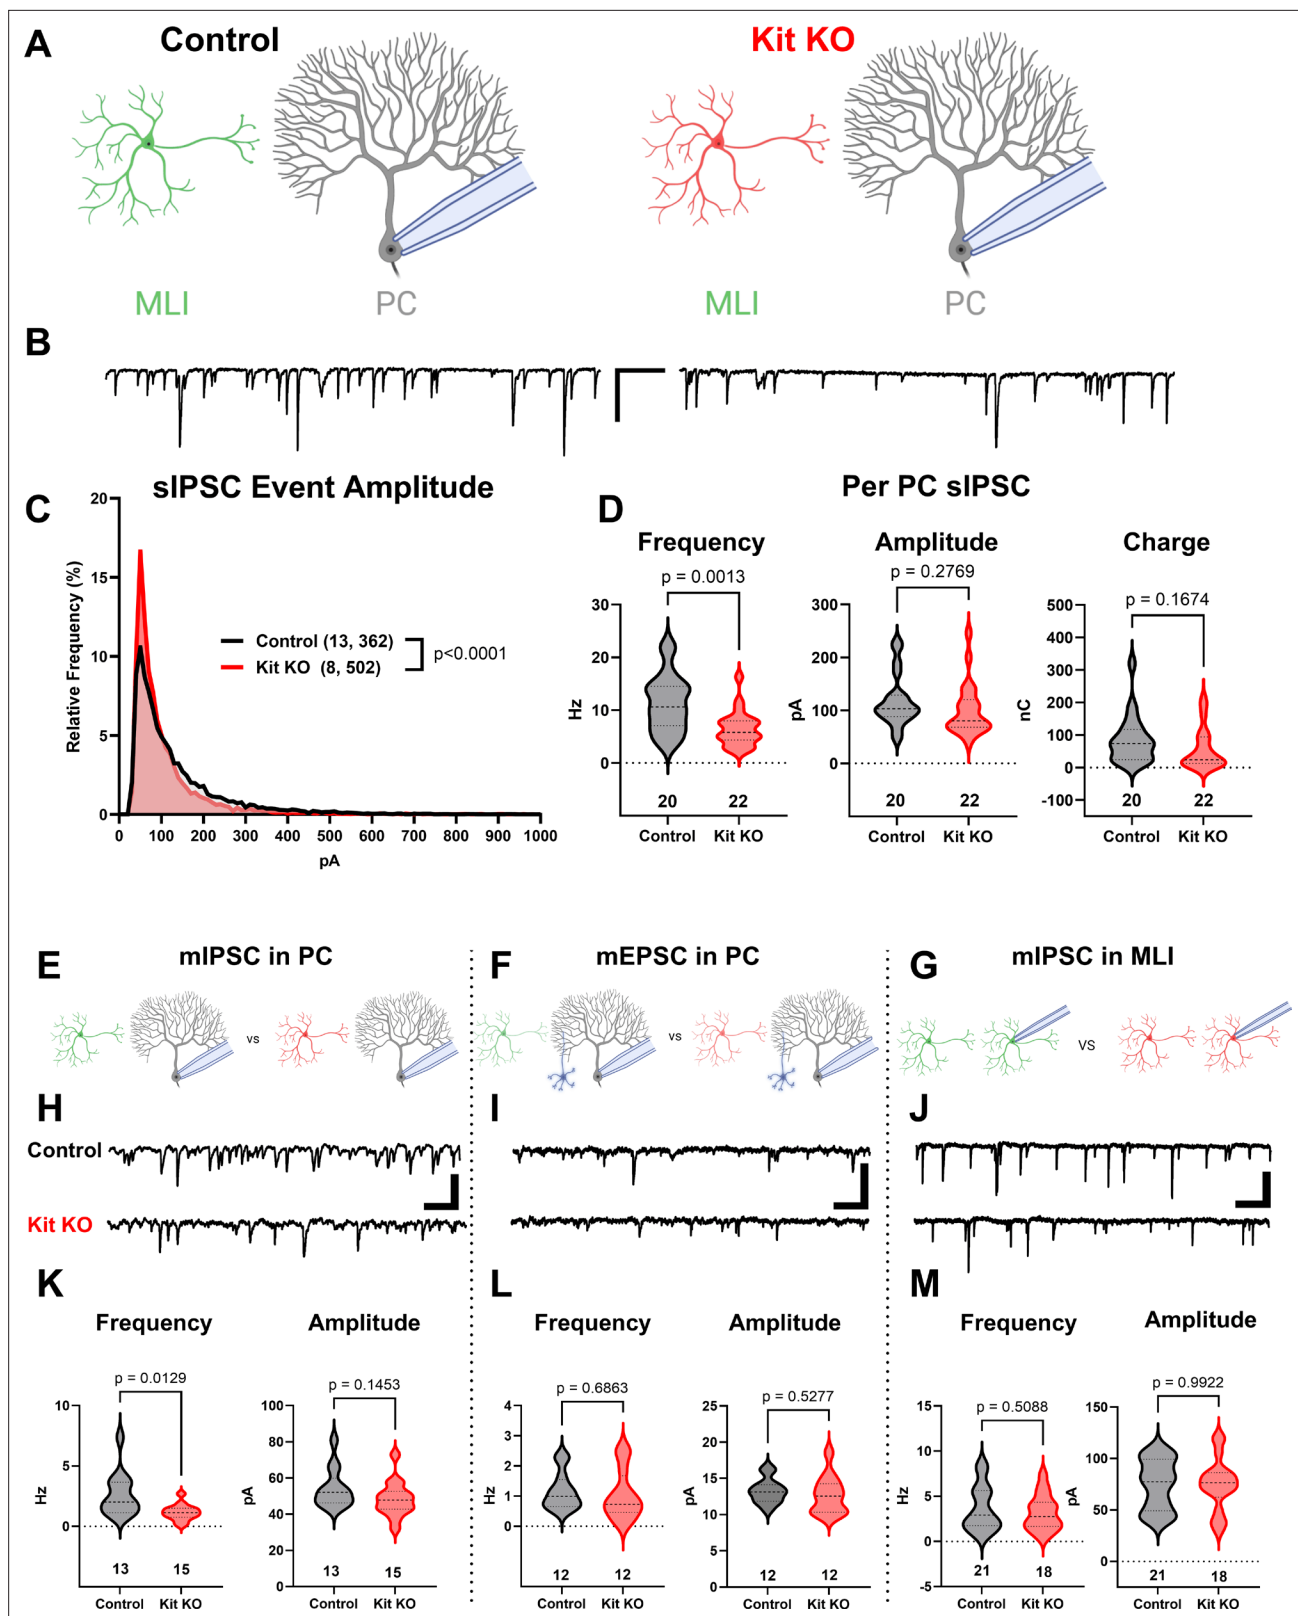 A
Control
Kit KO
MLI
PC
MLI
PC
B
C
sIPSC Event Amplitude
20
15
10
5
0
Relative Frequency (%)
Control (13, 362)
Kit KO (8, 502)
p<0.0001
0 100 200 300 400 500 600 700 800 900 1000
pA
Per PC sIPSC
D
Frequency
p = 0.0013
30
20
10
0
Hz
20 22
Control Kit KO
Amplitude
p = 0.2769
300
200
100
0
pA
20 22
Control Kit KO
Charge
p = 0.1674
500
400
300
200
100
0
-100
nC
20 22
Control Kit KO
E
mIPSC in PC
vs
F
mEPSC in PC
vs
G
mIPSC in MLI
vs
H
I
J
Control
Kit KO
K
Frequency
p = 0.0129
10
5
0
Hz
13 15
Control Kit KO
Amplitude
p = 0.1453
100
80
60
40
20
0
pA
13 15
Control Kit KO
L
Frequency
p = 0.6863
4
3
2
1
0
Hz
12 12
Control Kit KO
Amplitude
p = 0.5277
25
20
15
10
5
0
pA
12 12
Control Kit KO
M
Frequency
p = 0.5088
15
10
5
0
-5
Hz
21 18
Control Kit KO
Amplitude
p = 0.9922
150
100
50
0
pA
21 18
Control Kit KO